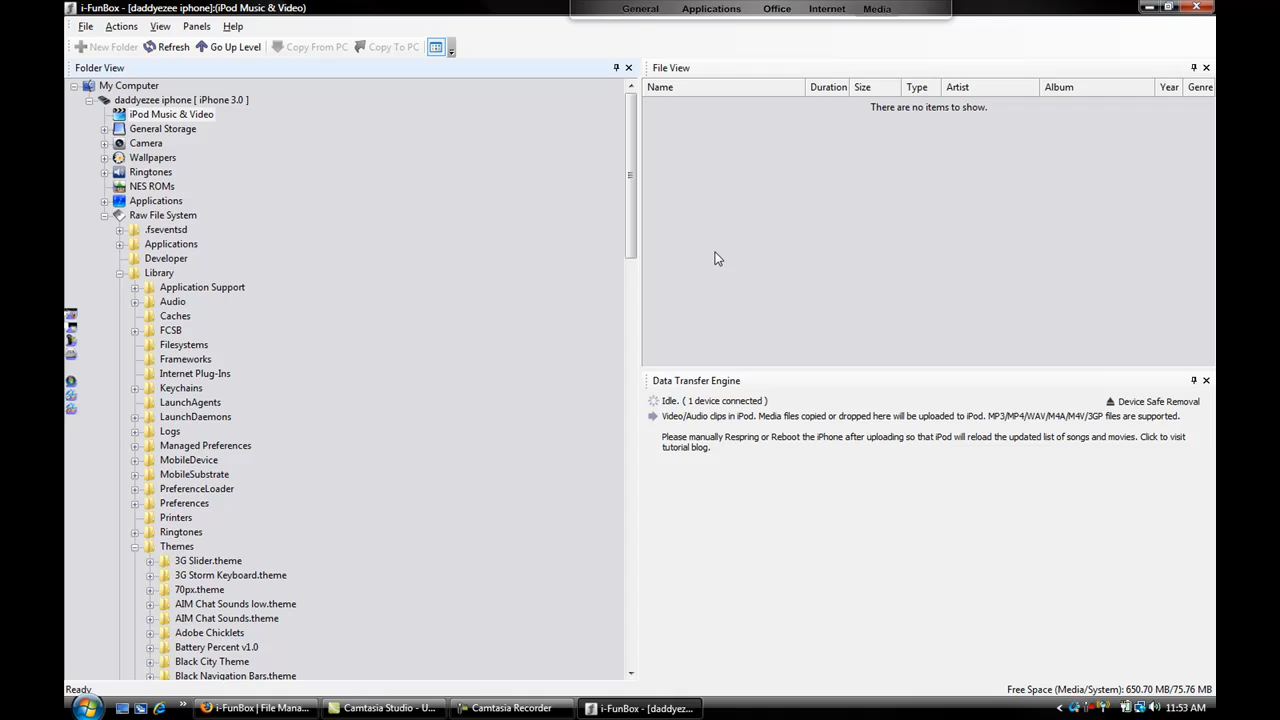 i-FunBox - [daddyezee iphone]:(iPod Music & Video)
General Applications Office Internet Media
File Actions View Panels Help
New Folder Refresh Go Up Level Copy From PC Copy To PC
Folder View
My Computer
daddyezee iphone [ iPhone 3.0 ]
iPod Music & Video
General Storage
Camera
Wallpapers
Ringtones
NES ROMs
Applications
Raw File System
.fseventsd
Applications
Developer
Library
Application Support
Audio
Caches
FCSB
Filesystems
Frameworks
Internet Plug-Ins
Keychains
LaunchAgents
LaunchDaemons
Logs
Managed Preferences
MobileDevice
MobileSubstrate
PreferenceLoader
Preferences
Printers
Ringtones
Themes
3G Slider.theme
3G Storm Keyboard.theme
70px.theme
AIM Chat Sounds low.theme
AIM Chat Sounds.theme
Adobe Chicklets
Battery Percent v1.0
Black City Theme
Black Navigation Bars.theme
File View
Name Duration Size Type Artist Album Year Genre
There are no items to show.
Data Transfer Engine
Idle. ( 1 device connected )
Device Safe Removal
Video/Audio clips in iPod. Media files copied or dropped here will be uploaded to iPod. MP3/MP4/WAV/M4A/M4V/3GP files are supported.
Please manually Respring or Reboot the iPhone after uploading so that iPod will reload the updated list of songs and movies. Click to visit
tutorial blog.
Ready
Free Space (Media/System): 650.70 MB/75.76 MB
i-FunBox | File Mana...
Camtasia Studio - U...
Camtasia Recorder
i-FunBox - [daddyez...
11:53 AM